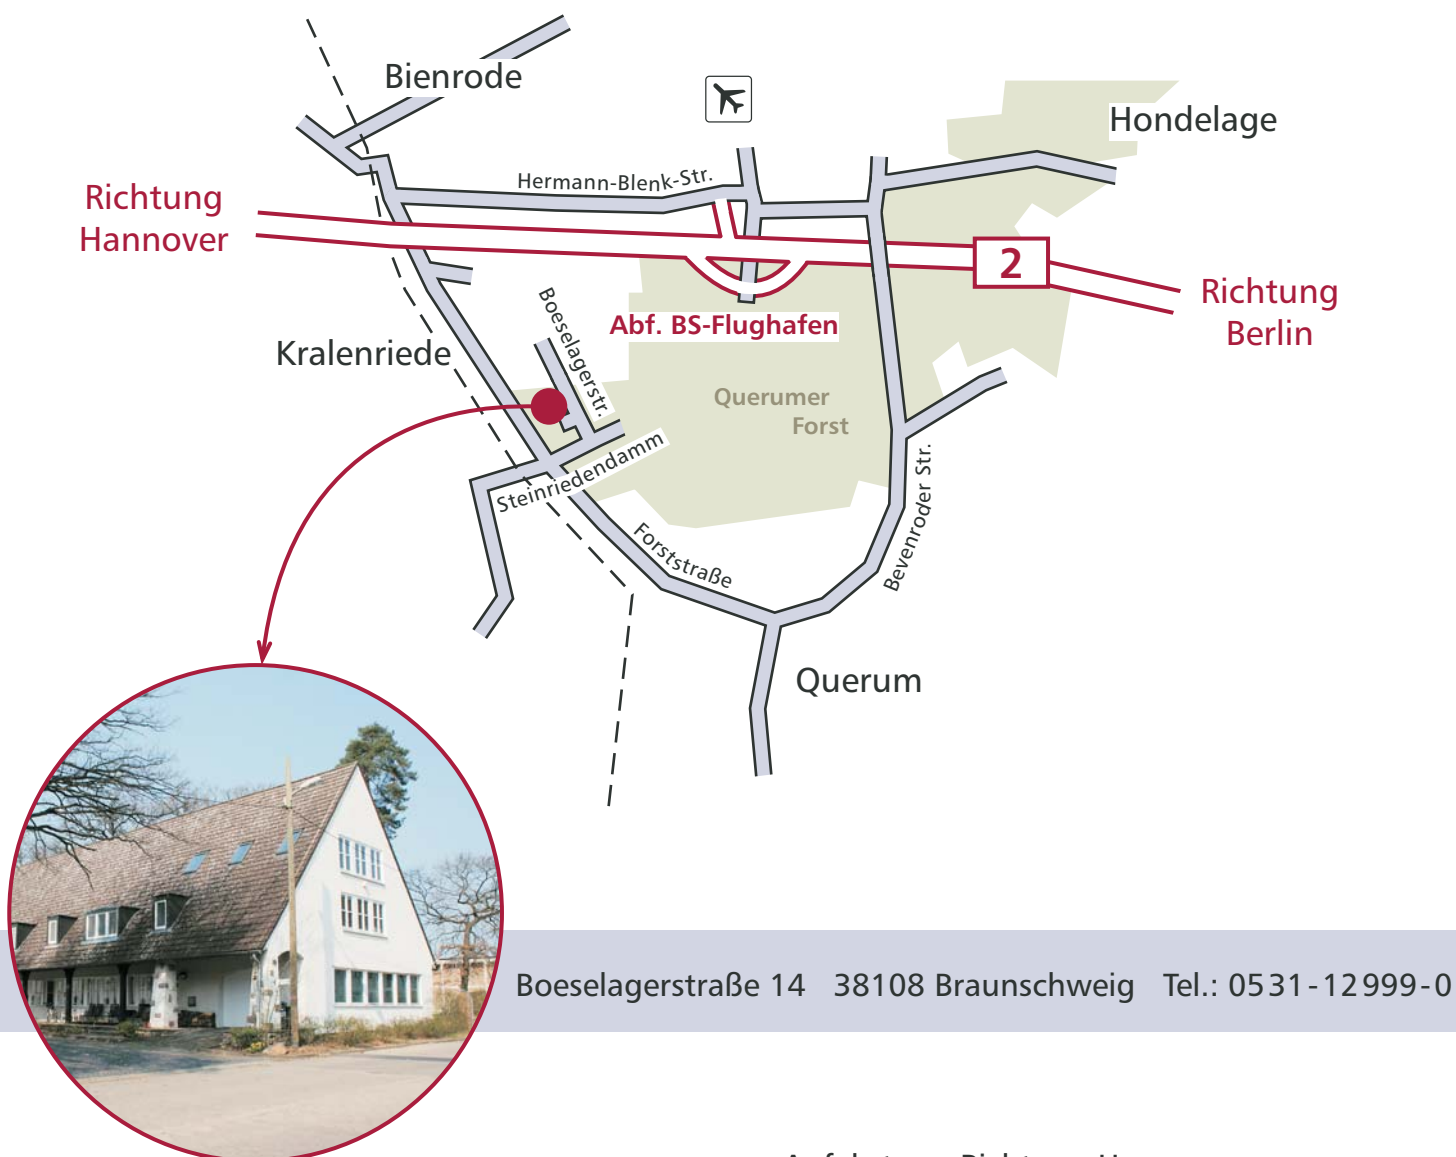 Bienrode
Hondelage
Hermann-Blenk-Str.
Richtung
Hannover
2
Richtung
Berlin
Boeselagerstr.
Abf. BS-Flughafen
Kralenriede
Querumer
Forst
Steinriedendamm
Bevenroder Str.
Forststraße
Querum
Boeselagerstraße 14 38108 Braunschweig Tel.: 0531-12999-0